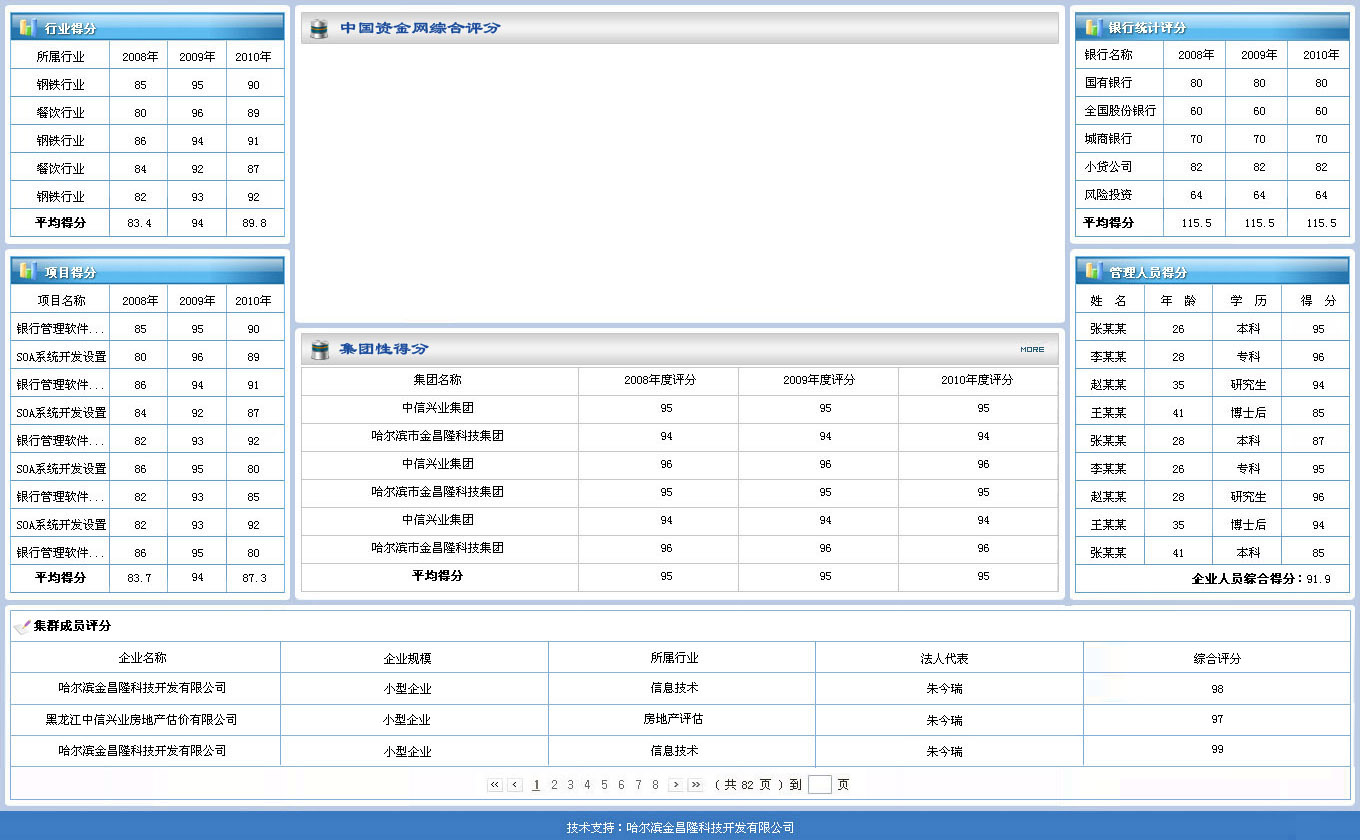 行业得分
所属行业 2008年 2009年 2010年
钢铁行业 85 95 90
餐饮行业 80 96 89
钢铁行业 86 94 91
餐饮行业 84 92 87
钢铁行业 82 93 92
平均得分 83.4 94 89.8
项目得分
项目名称 2008年 2009年 2010年
银行管理软件... 85 95 90
SOA系统开发设置 80 96 89
银行管理软件... 86 94 91
SOA系统开发设置 84 92 87
银行管理软件... 82 93 92
SOA系统开发设置 86 95 80
银行管理软件... 82 93 85
SOA系统开发设置 82 93 92
银行管理软件... 86 95 80
平均得分 83.7 94 87.3
中国资金网综合评分
集团性得分 MORE
集团名称 2008年度评分 2009年度评分 2010年度评分
中信兴业集团 95 95 95
哈尔滨市金昌隆科技集团 94 94 94
中信兴业集团 96 96 96
哈尔滨市金昌隆科技集团 95 95 95
中信兴业集团 94 94 94
哈尔滨市金昌隆科技集团 96 96 96
平均得分 95 95 95
银行统计评分
银行名称 2008年 2009年 2010年
国有银行 80 80 80
全国股份银行 60 60 60
城商银行 70 70 70
小贷公司 82 82 82
风险投资 64 64 64
平均得分 115.5 115.5 115.5
管理人员得分
姓 名 年 龄 学 历 得 分
张某某 26 本科 95
李某某 28 专科 96
赵某某 35 研究生 94
王某某 41 博士后 85
张某某 28 本科 87
李某某 26 专科 95
赵某某 28 研究生 96
王某某 35 博士后 94
张某某 41 本科 85
企业人员综合得分：91.9
集群成员评分
企业名称 企业规模 所属行业 法人代表 综合评分
哈尔滨金昌隆科技开发有限公司 小型企业 信息技术 朱今瑞 98
黑龙江中信兴业房地产估价有限公司 小型企业 房地产评估 朱今瑞 97
哈尔滨金昌隆科技开发有限公司 小型企业 信息技术 朱今瑞 99
« ‹ 1 2 3 4 5 6 7 8 › » ( 共 82 页 ) 到 页
技术支持：哈尔滨金昌隆科技开发有限公司